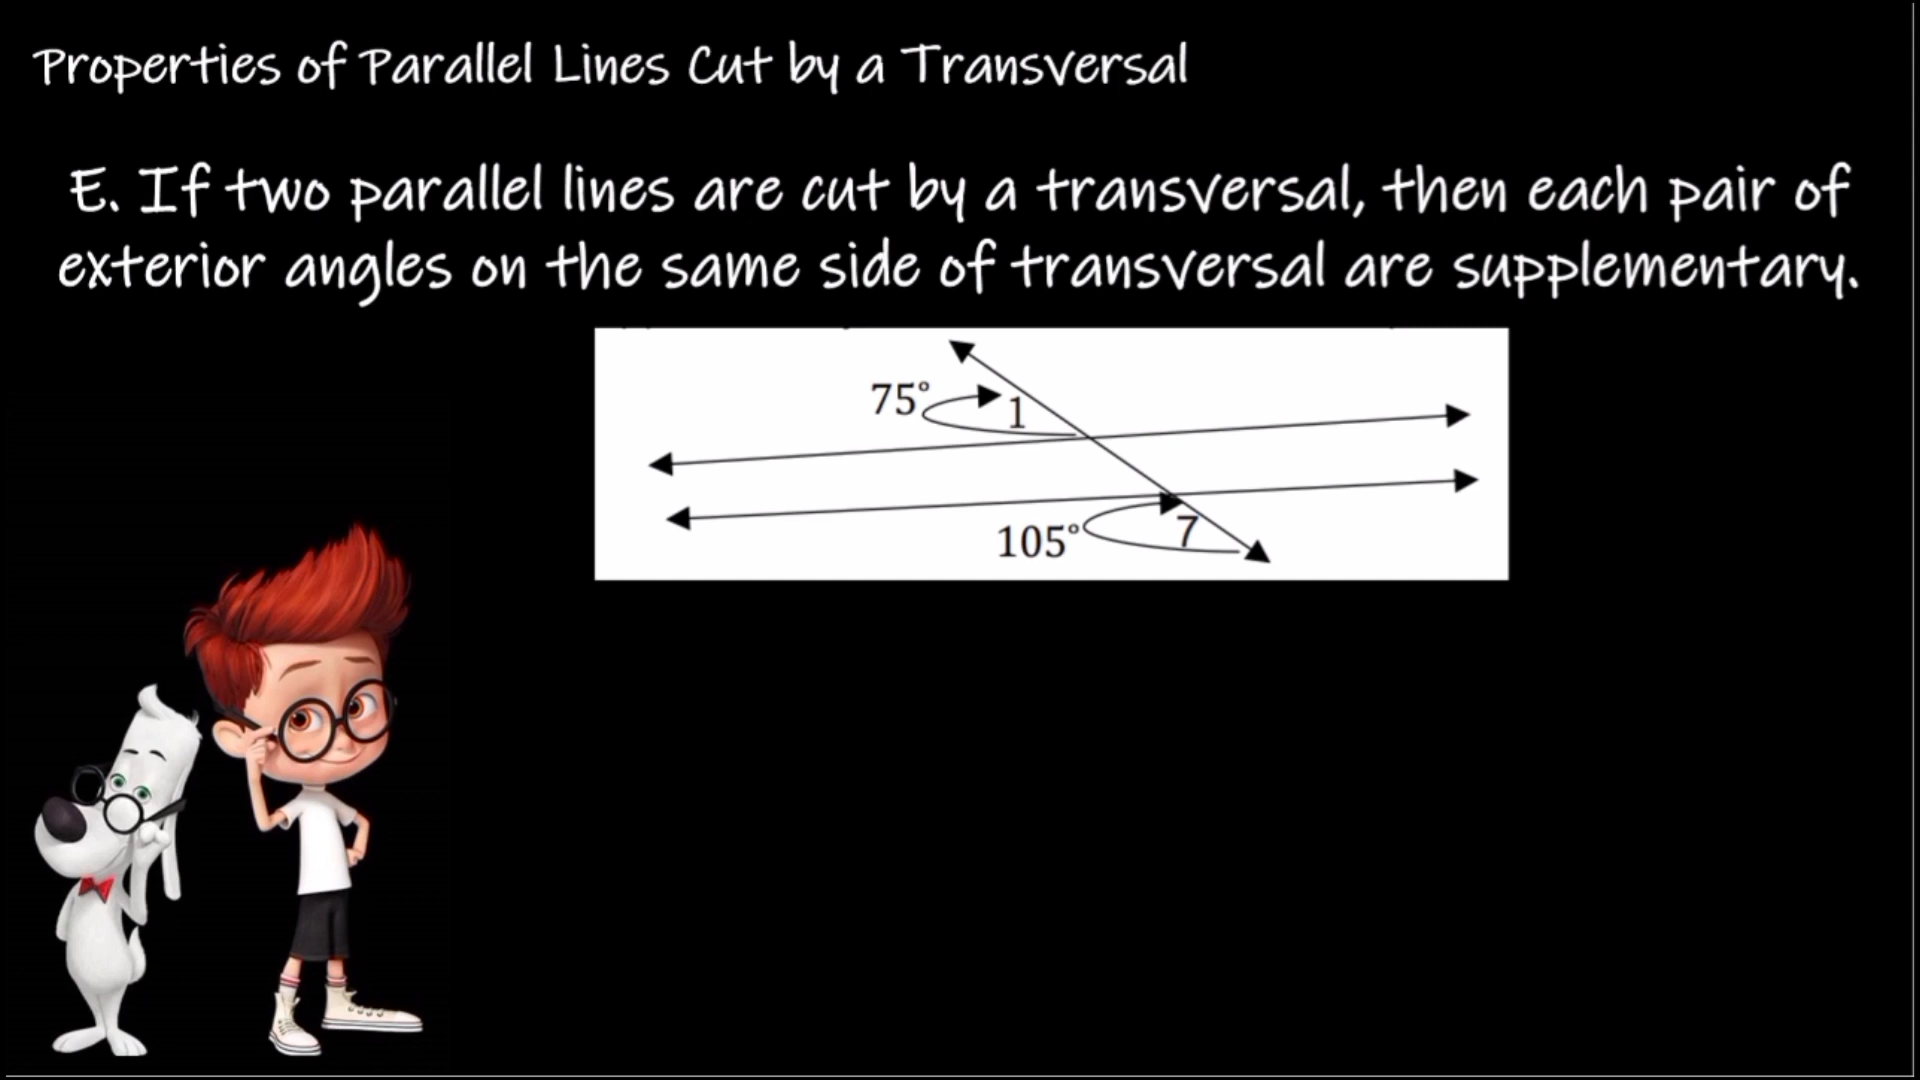 Properties of Parallel Lines Cut by a Transversal
E. If two parallel lines are cut by a transversal, then each pair of
exterior angles on the same side of transversal are supplementary.
75°
1
105°
7